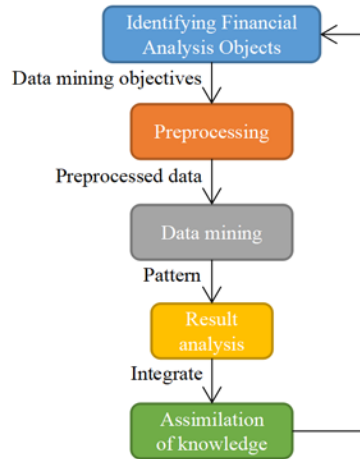 Identifying Financial
Analysis Objects
Data mining objectives
Preprocessing
Preprocessed data
Data mining
Pattern
Result
analysis
Integrate
Assimilation
of knowledge